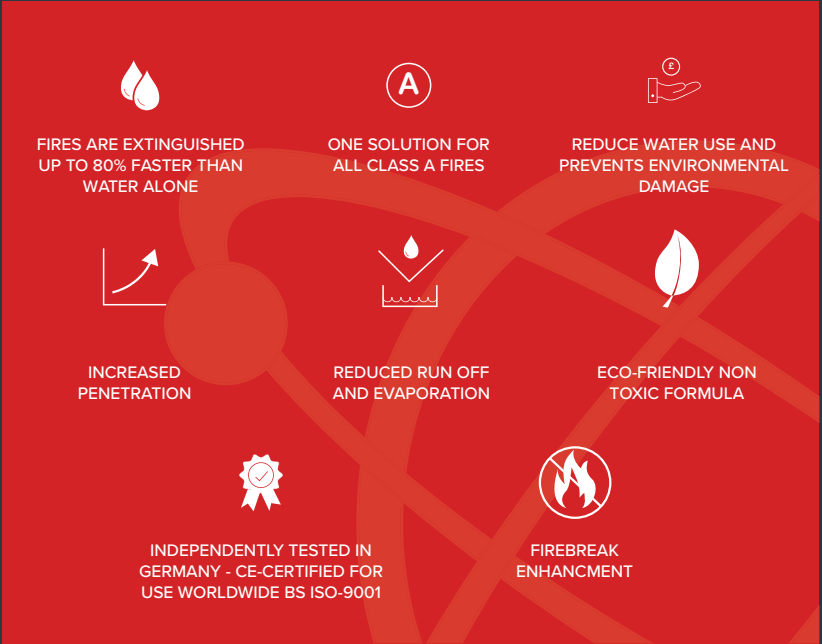 A
£
FIRES ARE EXTINGUISHED
UP TO 80% FASTER THAN
WATER ALONE
ONE SOLUTION FOR
ALL CLASS A FIRES
REDUCE WATER USE AND
PREVENTS ENVIRONMENTAL
DAMAGE
INCREASED
PENETRATION
REDUCED RUN OFF
AND EVAPORATION
ECO-FRIENDLY NON
TOXIC FORMULA
INDEPENDENTLY TESTED IN
GERMANY - CE-CERTIFIED FOR
USE WORLDWIDE BS ISO-9001
FIREBREAK
ENHANCMENT